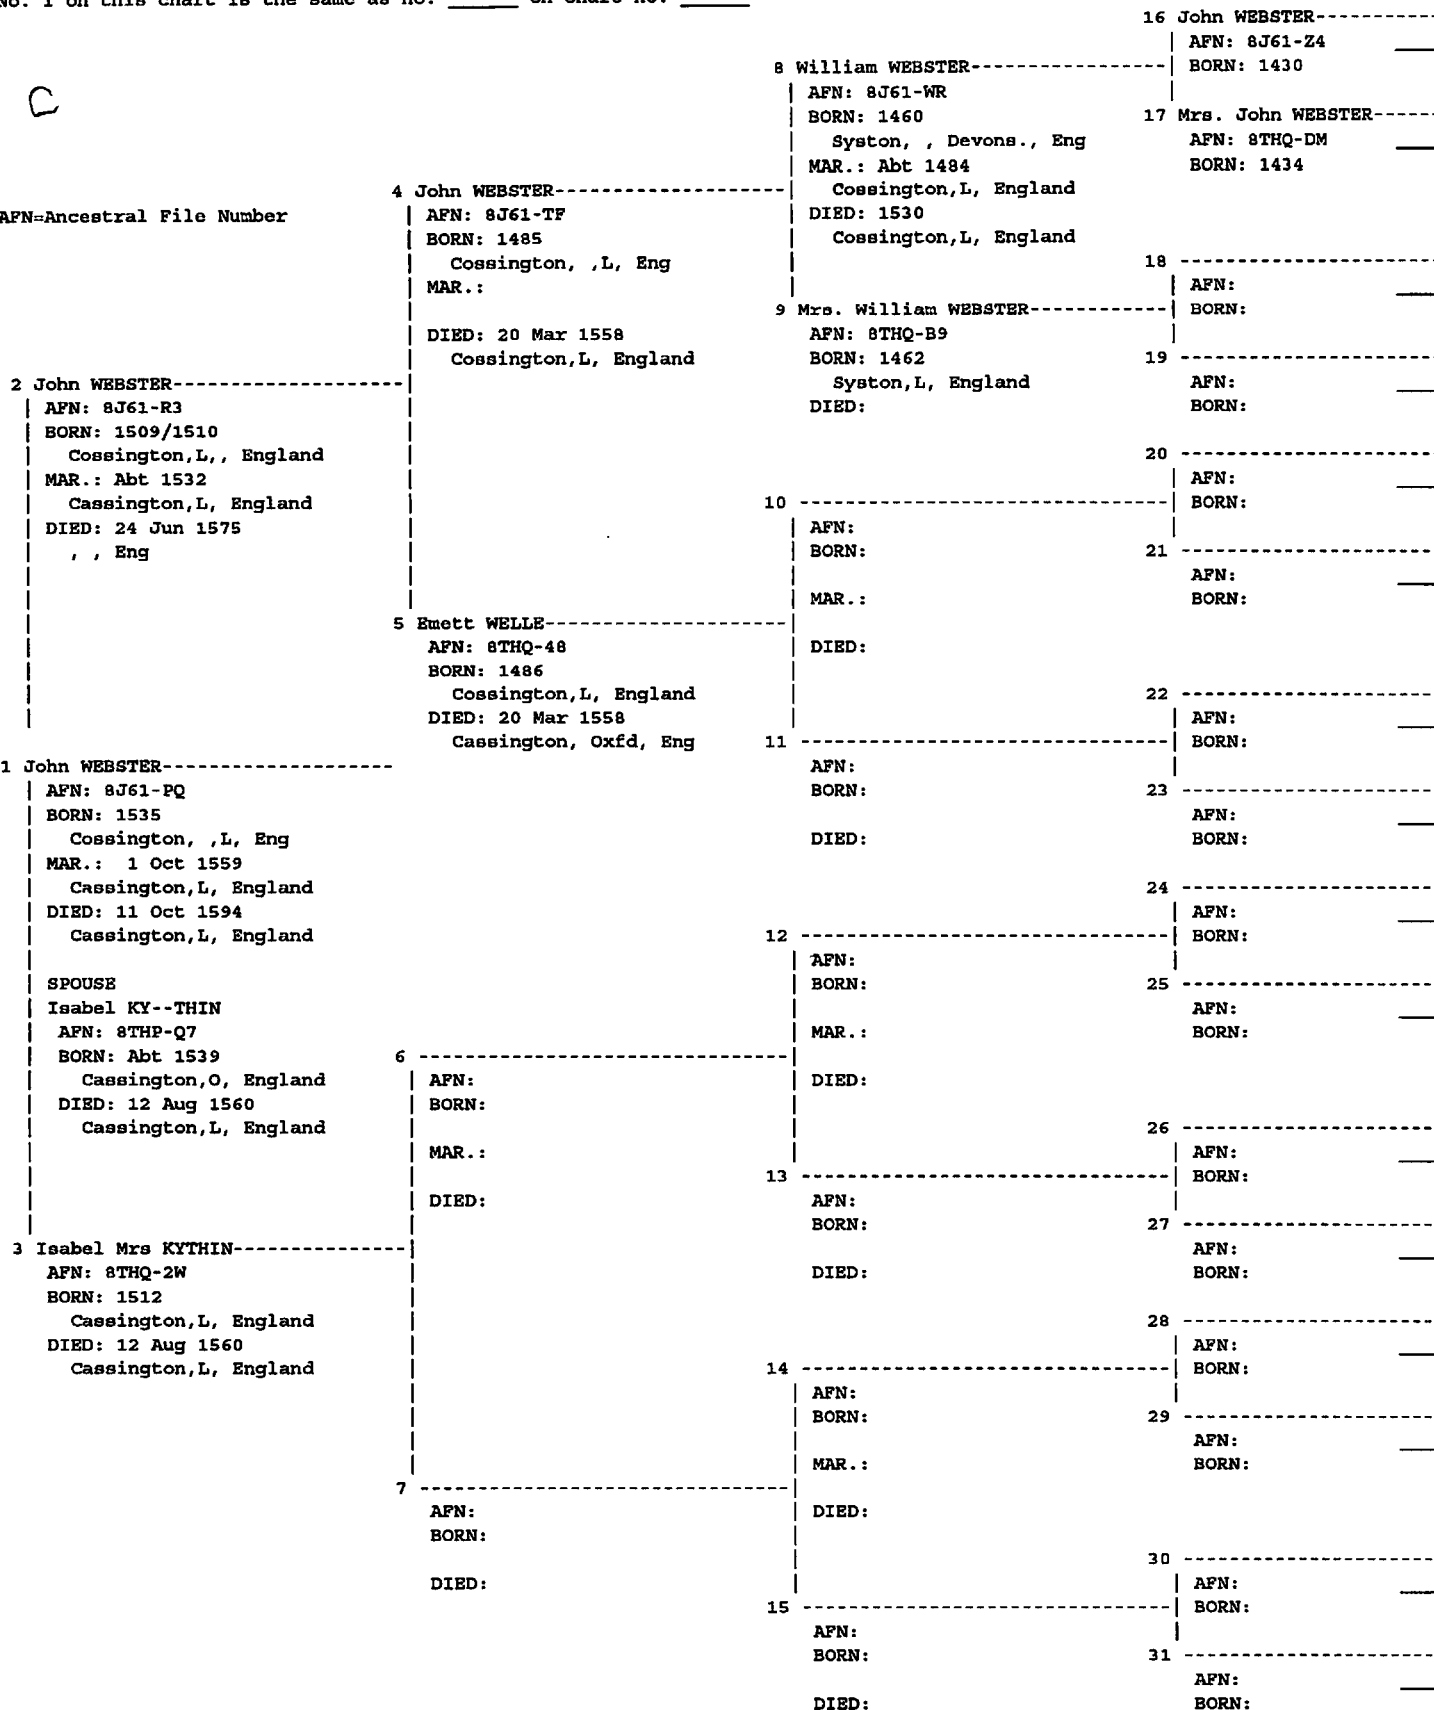 No. 1 on this chart is the same as no. ______ on chart no. ______
AFN=Ancestral File Number
1 John WEBSTER
AFN: 8J61-PQ
BORN: 1535
Cossington, ,L, Eng
MAR.: 1 Oct 1559
Cassington,L, England
DIED: 11 Oct 1594
Cassington,L, England
SPOUSE
Isabel KY--THIN
AFN: 8THP-Q7
BORN: Abt 1539
Cassington,O, England
DIED: 12 Aug 1560
Cassington,L, England
2 John WEBSTER
AFN: 8J61-R3
BORN: 1509/1510
Cossington,L,, England
MAR.: Abt 1532
Cassington,L, England
DIED: 24 Jun 1575
, , Eng
3 Isabel Mrs KYTHIN
AFN: 8THQ-2W
BORN: 1512
Cassington,L, England
DIED: 12 Aug 1560
Cassington,L, England
4 John WEBSTER
AFN: 8J61-TF
BORN: 1485
Cossington, ,L, Eng
MAR.:
DIED: 20 Mar 1558
Cossington,L, England
5 Emett WELLE
AFN: 8THQ-48
BORN: 1486
Cossington,L, England
DIED: 20 Mar 1558
Cassington, Oxfd, Eng
6
AFN:
BORN:
MAR.:
DIED:
7
AFN:
BORN:
DIED:
8 William WEBSTER
AFN: 8J61-WR
BORN: 1460
Syston, , Devons., Eng
MAR.: Abt 1484
Cossington,L, England
DIED: 1530
Cossington,L, England
9 Mrs. William WEBSTER
AFN: 8THQ-B9
BORN: 1462
Syston,L, England
DIED:
10
AFN:
BORN:
MAR.:
DIED:
11
AFN:
BORN:
DIED:
12
AFN:
BORN:
MAR.:
DIED:
13
AFN:
BORN:
DIED:
14
AFN:
BORN:
MAR.:
DIED:
15
AFN:
BORN:
DIED:
16 John WEBSTER
AFN: 8J61-Z4
BORN: 1430
17 Mrs. John WEBSTER
AFN: 8THQ-DM
BORN: 1434
18
AFN:
BORN:
19
AFN:
BORN:
20
AFN:
BORN:
21
AFN:
BORN:
22
AFN:
BORN:
23
AFN:
BORN:
24
AFN:
BORN:
25
AFN:
BORN:
26
AFN:
BORN:
27
AFN:
BORN:
28
AFN:
BORN:
29
AFN:
BORN:
30
AFN:
BORN:
31
AFN:
BORN: